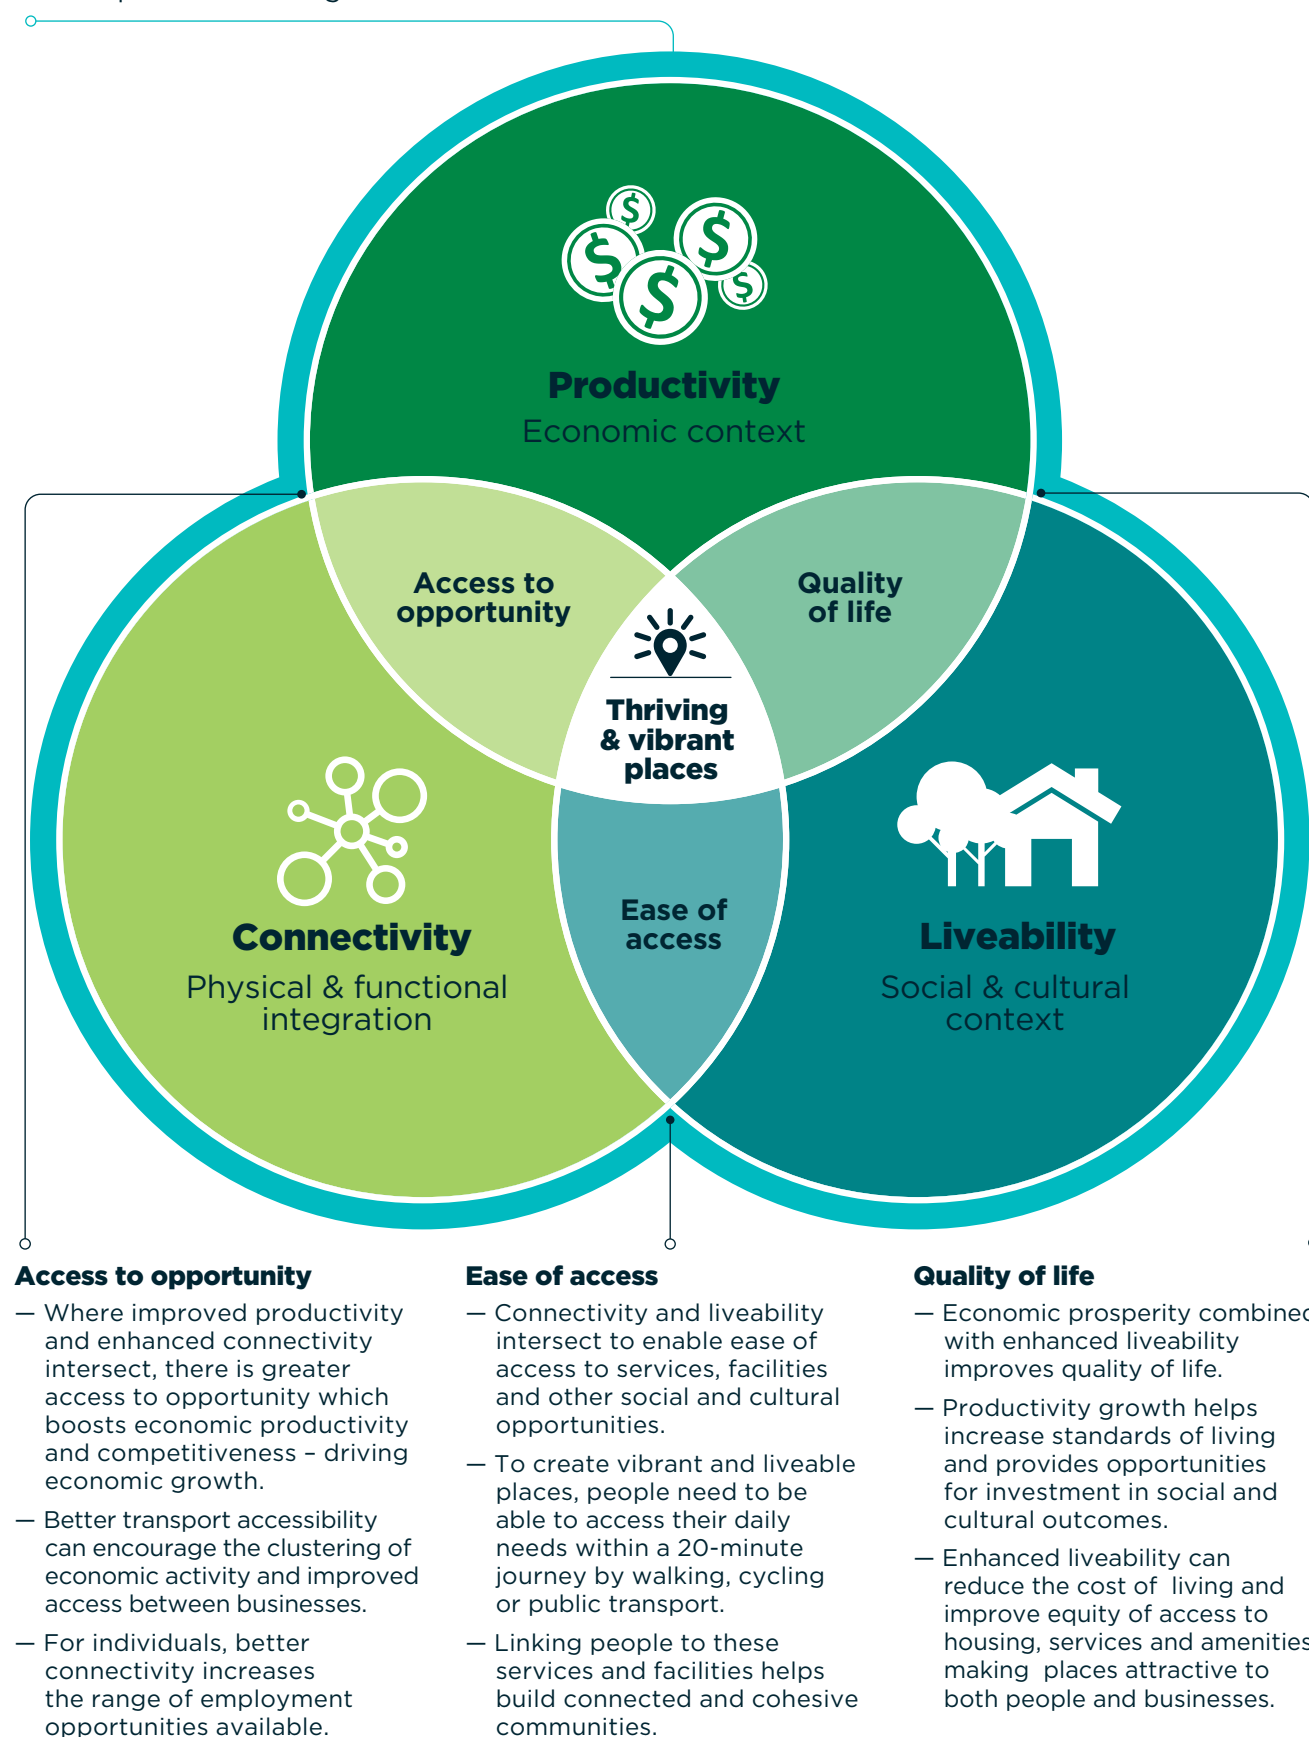 Productivity
Economic context
Access to
opportunity
Quality
of life
Thriving
& vibrant
places
Connectivity
Physical & functional
integration
Ease of
access
Liveability
Social & cultural
context
Access to opportunity
— Where improved productivity
and enhanced connectivity
intersect, there is greater
access to opportunity which
boosts economic productivity
and competitiveness – driving
economic growth.
— Better transport accessibility
can encourage the clustering of
economic activity and improved
access between businesses.
— For individuals, better
connectivity increases
the range of employment
opportunities available.
Ease of access
— Connectivity and liveability
intersect to enable ease of
access to services, facilities
and other social and cultural
opportunities.
— To create vibrant and liveable
places, people need to be
able to access their daily
needs within a 20-minute
journey by walking, cycling
or public transport.
— Linking people to these
services and facilities helps
build connected and cohesive
communities.
Quality of life
— Economic prosperity combined
with enhanced liveability
improves quality of life.
— Productivity growth helps
increase standards of living
and provides opportunities
for investment in social and
cultural outcomes.
— Enhanced liveability can
reduce the cost of living and
improve equity of access to
housing, services and amenities
making places attractive to
both people and businesses.